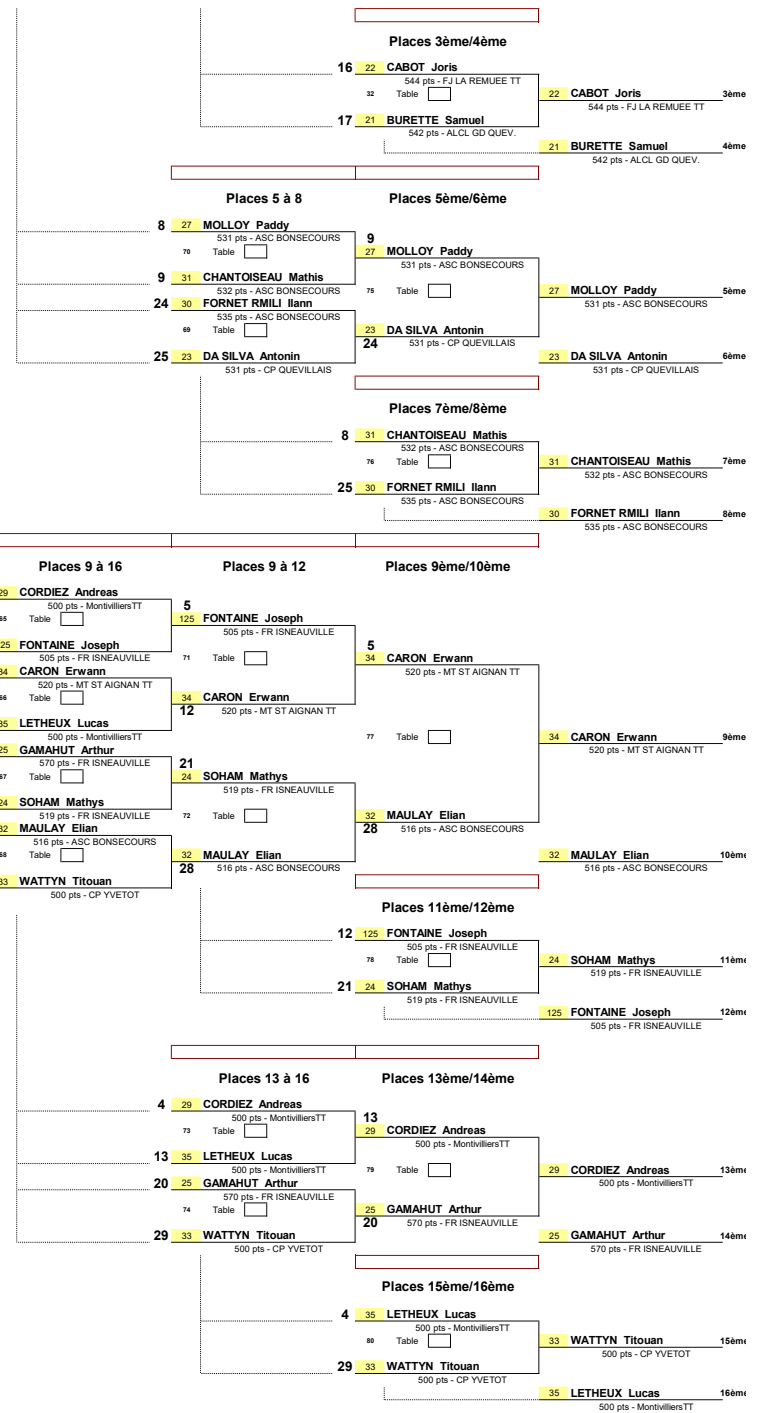 Places 3ème/4ème
16 22 CABOT Joris
544 pts - FJ LA REMUEE TT
32 Table
22 CABOT Joris 3ème
544 pts - FJ LA REMUEE TT
17 21 BURETTE Samuel
542 pts - ALCL GD QUEV.
21 BURETTE Samuel 4ème
542 pts - ALCL GD QUEV.
Places 5 à 8 Places 5ème/6ème
8 27 MOLLOY Paddy
531 pts - ASC BONSECOURS
70 Table
9
27 MOLLOY Paddy
531 pts - ASC BONSECOURS
9 31 CHANTOISEAU Mathis
532 pts - ASC BONSECOURS
75 Table
27 MOLLOY Paddy 5ème
531 pts - ASC BONSECOURS
24 30 FORNET RMILI Ilann
535 pts - ASC BONSECOURS
69 Table
23 DA SILVA Antonin
24 531 pts - CP QUEVILLAIS
25 23 DA SILVA Antonin
531 pts - CP QUEVILLAIS
23 DA SILVA Antonin 6ème
531 pts - CP QUEVILLAIS
Places 7ème/8ème
8 31 CHANTOISEAU Mathis
532 pts - ASC BONSECOURS
76 Table
31 CHANTOISEAU Mathis 7ème
532 pts - ASC BONSECOURS
25 30 FORNET RMILI Ilann
535 pts - ASC BONSECOURS
30 FORNET RMILI Ilann 8ème
535 pts - ASC BONSECOURS
Places 9 à 16 Places 9 à 12 Places 9ème/10ème
29 CORDIEZ Andreas
500 pts - MontivilliersTT
65 Table
5
125 FONTAINE Joseph
505 pts - FR ISNEAUVILLE
25 FONTAINE Joseph
505 pts - FR ISNEAUVILLE
71 Table
5
34 CARON Erwann
520 pts - MT ST AIGNAN TT
34 CARON Erwann
520 pts - MT ST AIGNAN TT
66 Table
34 CARON Erwann
12 520 pts - MT ST AIGNAN TT
35 LETHEUX Lucas
500 pts - MontivilliersTT
77 Table
34 CARON Erwann 9ème
520 pts - MT ST AIGNAN TT
25 GAMAHUT Arthur
570 pts - FR ISNEAUVILLE
67 Table
21
24 SOHAM Mathys
519 pts - FR ISNEAUVILLE
24 SOHAM Mathys
519 pts - FR ISNEAUVILLE
72 Table
32 MAULAY Elian
28 516 pts - ASC BONSECOURS
32 MAULAY Elian
516 pts - ASC BONSECOURS
68 Table
32 MAULAY Elian
28 516 pts - ASC BONSECOURS
32 MAULAY Elian 10ème
516 pts - ASC BONSECOURS
33 WATTYN Titouan
500 pts - CP YVETOT
Places 11ème/12ème
12 125 FONTAINE Joseph
505 pts - FR ISNEAUVILLE
78 Table
24 SOHAM Mathys 11ème
519 pts - FR ISNEAUVILLE
21 24 SOHAM Mathys
519 pts - FR ISNEAUVILLE
125 FONTAINE Joseph 12ème
505 pts - FR ISNEAUVILLE
Places 13 à 16 Places 13ème/14ème
4 29 CORDIEZ Andreas
500 pts - MontivilliersTT
73 Table
13
29 CORDIEZ Andreas
500 pts - MontivilliersTT
13 35 LETHEUX Lucas
500 pts - MontivilliersTT
79 Table
29 CORDIEZ Andreas 13ème
500 pts - MontivilliersTT
20 25 GAMAHUT Arthur
570 pts - FR ISNEAUVILLE
74 Table
25 GAMAHUT Arthur
20 570 pts - FR ISNEAUVILLE
29 33 WATTYN Titouan
500 pts - CP YVETOT
25 GAMAHUT Arthur 14ème
570 pts - FR ISNEAUVILLE
Places 15ème/16ème
4 35 LETHEUX Lucas
500 pts - MontivilliersTT
80 Table
33 WATTYN Titouan 15ème
500 pts - CP YVETOT
29 33 WATTYN Titouan
500 pts - CP YVETOT
35 LETHEUX Lucas 16ème
500 pts - MontivilliersTT